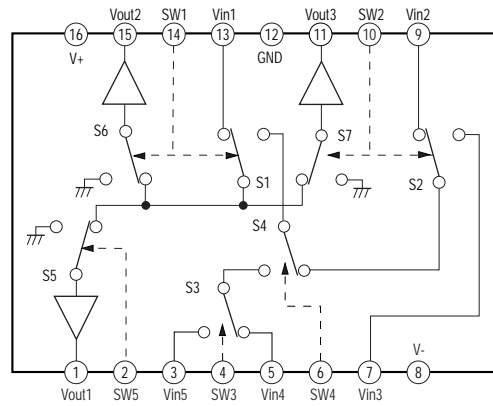 Vout2 SW1 Vin1 Vout3 SW2 Vin2
16 15 14 13 12 11 10 9
V+ GND
S6 S7
S1 S2
S4
S5
S3
1 2 3 4 5 6 7 8
V-
Vout1 SW5 Vin5 SW3 Vin4 SW4 Vin3